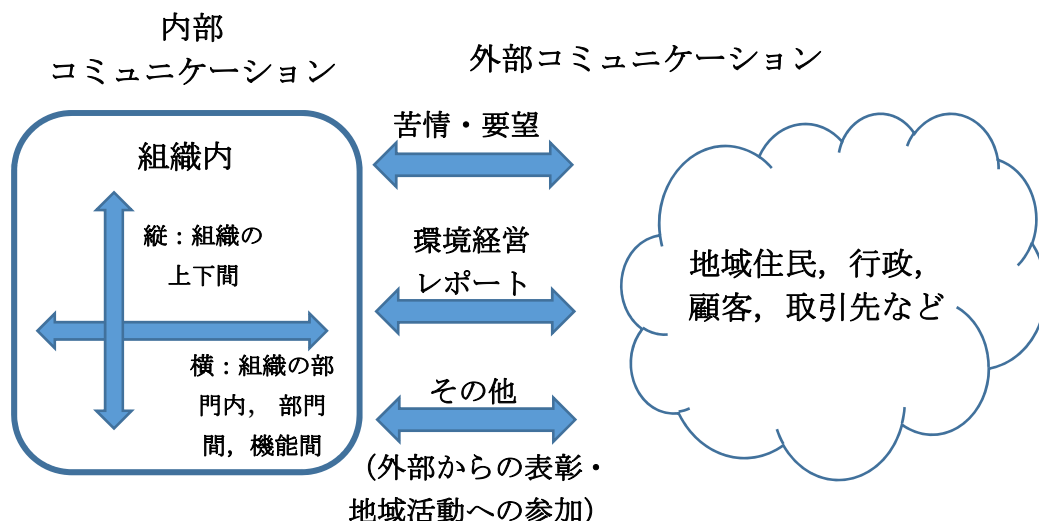 内部
コミュニケーション
外部コミュニケーション
組織内
縦：組織の
上下間
横：組織の部
門内， 部門
間，機能間
苦情・要望
環境経営
レポート
その他
（外部からの表彰・
地域活動への参加）
地域住民，行政，
顧客，取引先など